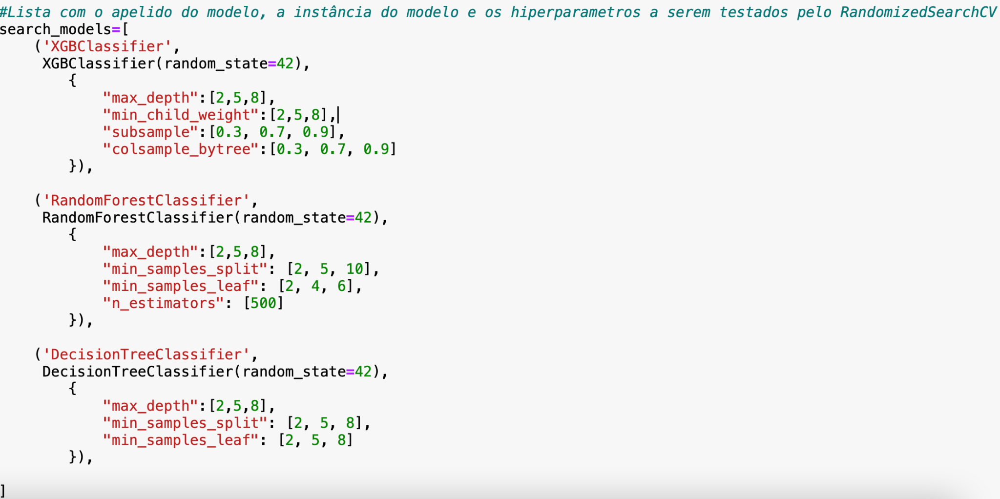 #Lista com o apelido do modelo, a instância do modelo e os hiperparametros a serem testados pelo RandomizedSearchCV
search_models=[
    ('XGBClassifier',
     XGBClassifier(random_state=42),
        {
            "max_depth":[2,5,8],
            "min_child_weight":[2,5,8],
            "subsample":[0.3, 0.7, 0.9],
            "colsample_bytree":[0.3, 0.7, 0.9]
        }),

    ('RandomForestClassifier',
     RandomForestClassifier(random_state=42),
        {
            "max_depth":[2,5,8],
            "min_samples_split": [2, 5, 10],
            "min_samples_leaf": [2, 4, 6],
            "n_estimators": [500]
        }),

    ('DecisionTreeClassifier',
     DecisionTreeClassifier(random_state=42),
        {
            "max_depth":[2,5,8],
            "min_samples_split": [2, 5, 8],
            "min_samples_leaf": [2, 5, 8]
        }),

]